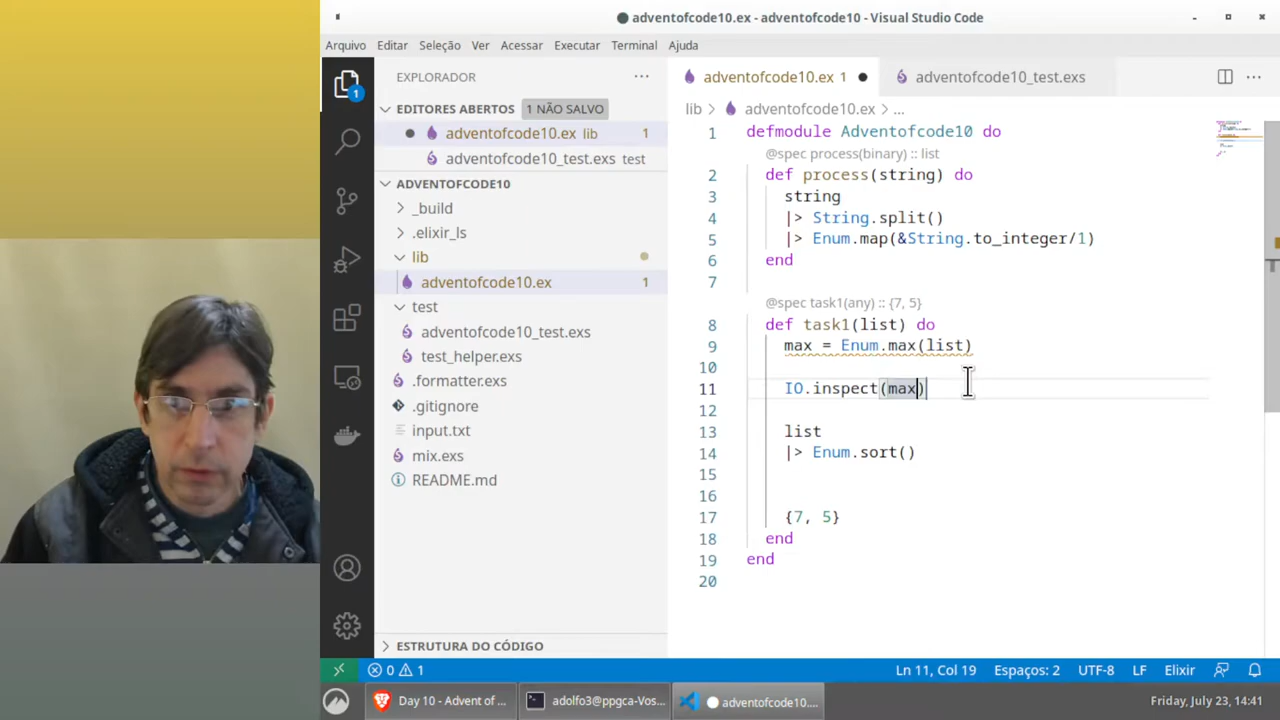 adventofcode10.ex - adventofcode10 - Visual Studio Code
Arquivo Editar Seleção Ver Acessar Executar Terminal Ajuda
EXPLORADOR
EDITORES ABERTOS 1 NÃO SALVO
adventofcode10.ex lib 1
adventofcode10_test.exs test
ADVENTOFCODE10
_build
.elixir_ls
lib
adventofcode10.ex 1
test
adventofcode10_test.exs
test_helper.exs
.formatter.exs
.gitignore
input.txt
mix.exs
README.md
ESTRUTURA DO CÓDIGO
1
adventofcode10.ex 1 adventofcode10_test.exs
lib > adventofcode10.ex > ...
1 defmodule Adventofcode10 do
@spec process(binary) :: list
2 def process(string) do
3 string
4 |> String.split()
5 |> Enum.map(&String.to_integer/1)
6 end
7
@spec task1(any) :: {7, 5}
8 def task1(list) do
9 max = Enum.max(list)
10
11 IO.inspect(max)
12
13 list
14 |> Enum.sort()
15
16
17 {7, 5}
18 end
19 end
20
0 1 Ln 11, Col 19 Espaços: 2 UTF-8 LF Elixir
Day 10 - Advent of ... adolfo3@ppgca-Vos... adventofcode10.... Friday, July 23, 14:41